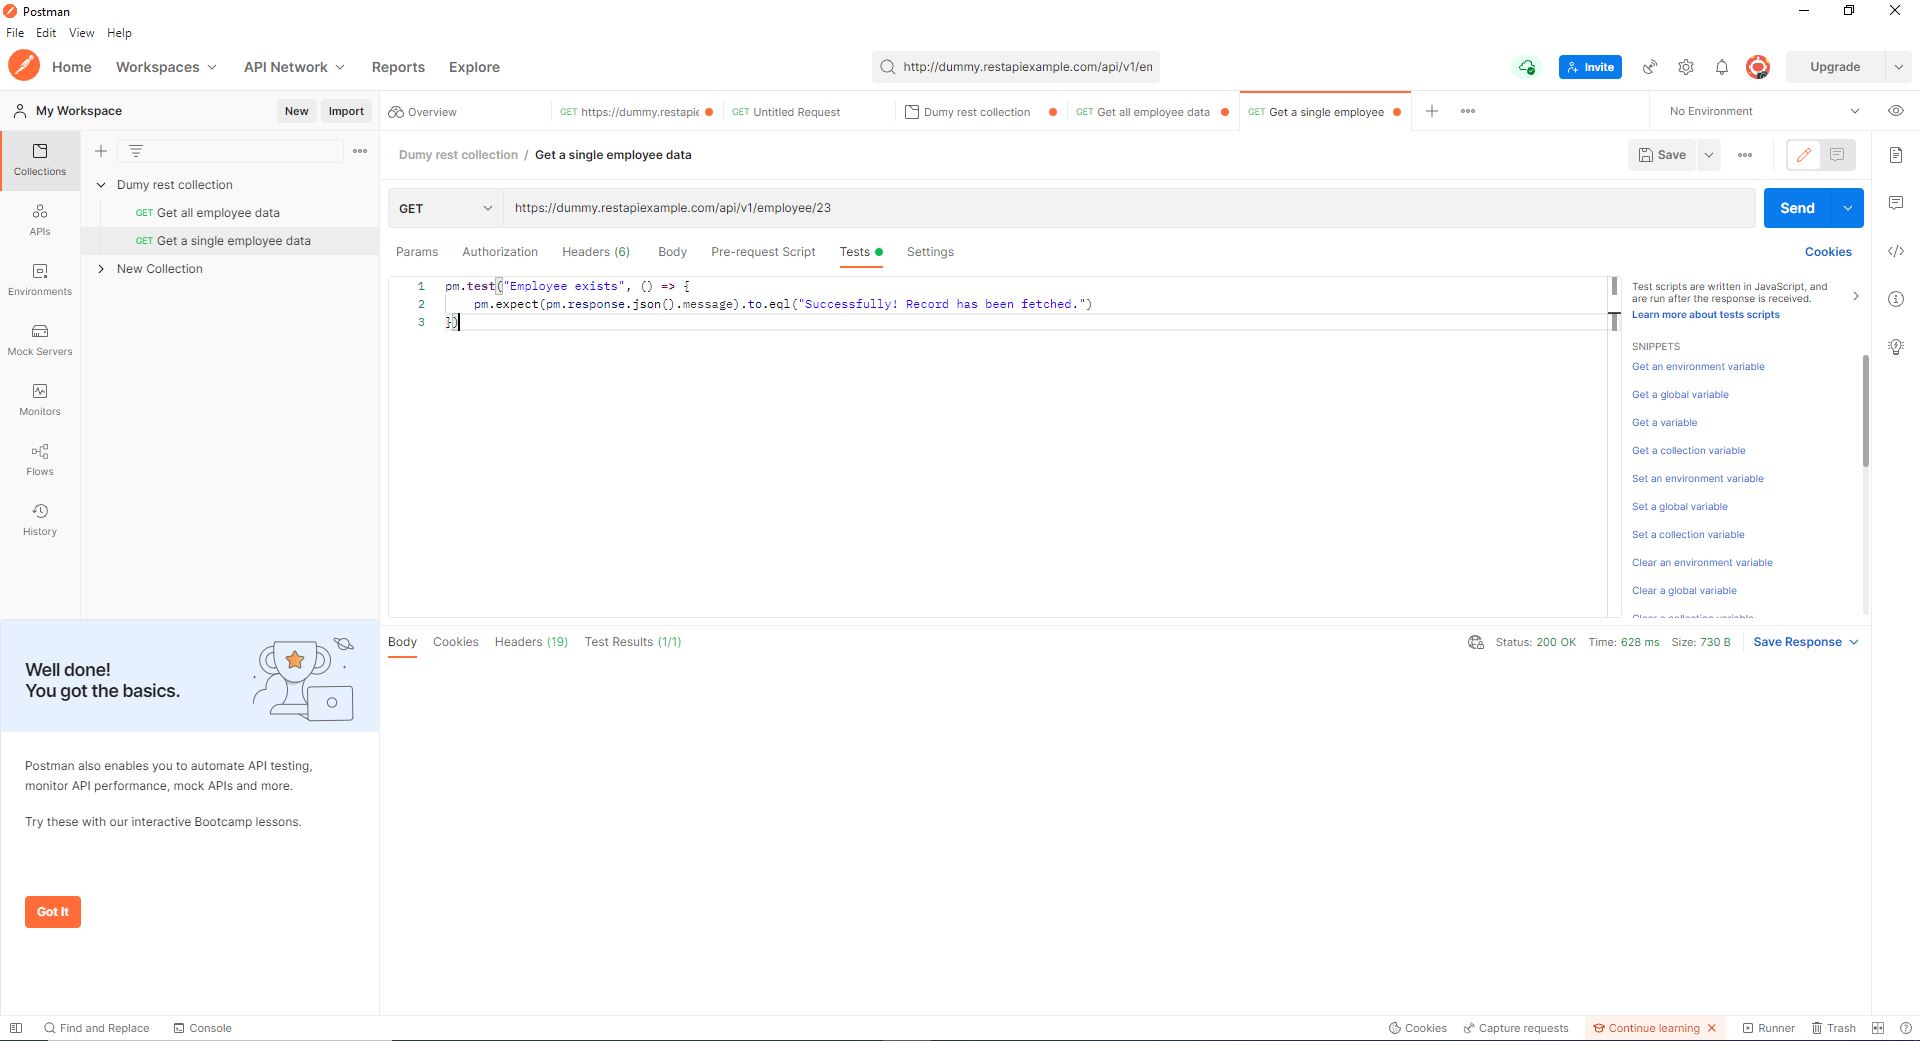 Postman
File Edit View Help
Home Workspaces API Network Reports Explore
http://dummy.restapiexample.com/api/v1/en
Invite
Upgrade
My Workspace
New Import
Overview
GET https://dummy.restapie
GET Untitled Request
Dumy rest collection
GET Get all employee data
GET Get a single employee
No Environment
Collections
APIs
Environments
Mock Servers
Monitors
Flows
History
Dumy rest collection
GET Get all employee data
GET Get a single employee data
New Collection
Dumy rest collection / Get a single employee data
Save
GET https://dummy.restapiexample.com/api/v1/employee/23
Send
Params Authorization Headers (6) Body Pre-request Script Tests Settings
Cookies
1 pm.test("Employee exists", () => {
2 pm.expect(pm.response.json().message).to.eql("Successfully! Record has been fetched.")
3 })
Test scripts are written in JavaScript, and
are run after the response is received.
Learn more about tests scripts
SNIPPETS
Get an environment variable
Get a global variable
Get a variable
Get a collection variable
Set an environment variable
Set a global variable
Set a collection variable
Clear an environment variable
Clear a global variable
Clear a collection variable
Body Cookies Headers (19) Test Results (1/1)
Status: 200 OK Time: 628 ms Size: 730 B Save Response
Well done!
You got the basics.
Postman also enables you to automate API testing,
monitor API performance, mock APIs and more.
Try these with our interactive Bootcamp lessons.
Got It
Find and Replace Console
Cookies Capture requests Continue learning Runner Trash